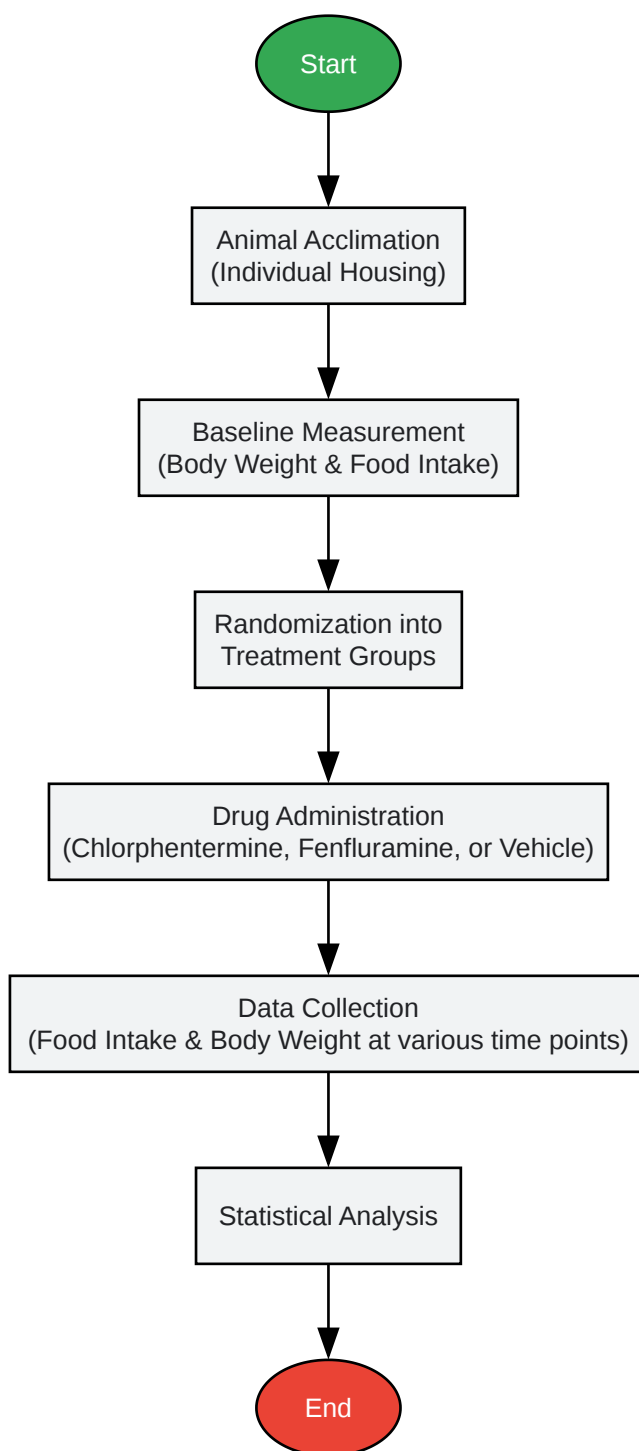 Start
Animal Acclimation
(Individual Housing)
Baseline Measurement
(Body Weight & Food Intake)
Randomization into
Treatment Groups
Drug Administration
(Chlorphentermine, Fenfluramine, or Vehicle)
Data Collection
(Food Intake & Body Weight at various time points)
Statistical Analysis
End